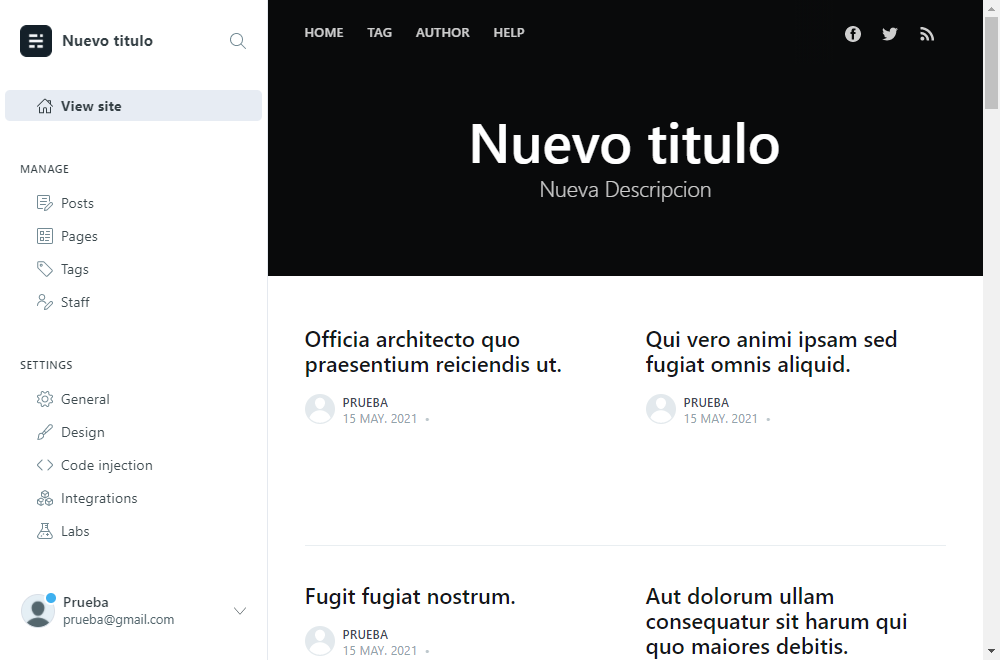 Nuevo titulo
View site
MANAGE
Posts
Pages
Tags
Staff
SETTINGS
General
Design
Code injection
Integrations
Labs
Prueba
prueba@gmail.com
HOME TAG AUTHOR HELP
Nuevo titulo
Nueva Descripcion
Officia architecto quo
praesentium reiciendis ut.
PRUEBA
15 MAY. 2021 •
Qui vero animi ipsam sed
fugiat omnis aliquid.
PRUEBA
15 MAY. 2021 •
Fugit fugiat nostrum.
PRUEBA
15 MAY. 2021 •
Aut dolorum ullam
consequatur sit harum qui
quo maiores debitis.